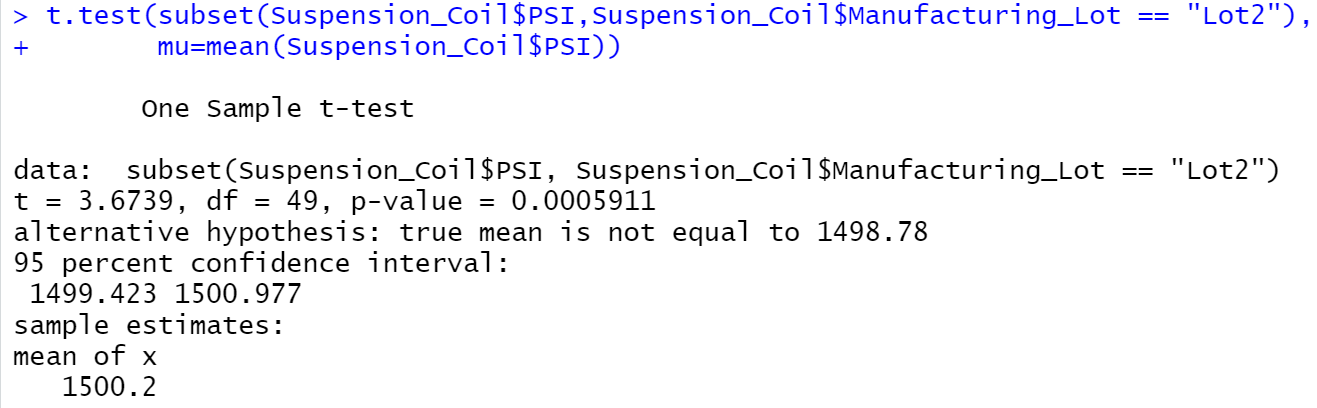 > t.test(subset(Suspension_Coil$PSI,Suspension_Coil$Manufacturing_Lot == "Lot2"),
+        mu=mean(Suspension_Coil$PSI))
One Sample t-test
data:  subset(Suspension_Coil$PSI, Suspension_Coil$Manufacturing_Lot == "Lot2")
t = 3.6739, df = 49, p-value = 0.0005911
alternative hypothesis: true mean is not equal to 1498.78
95 percent confidence interval:
 1499.423 1500.977
sample estimates:
mean of x
   1500.2